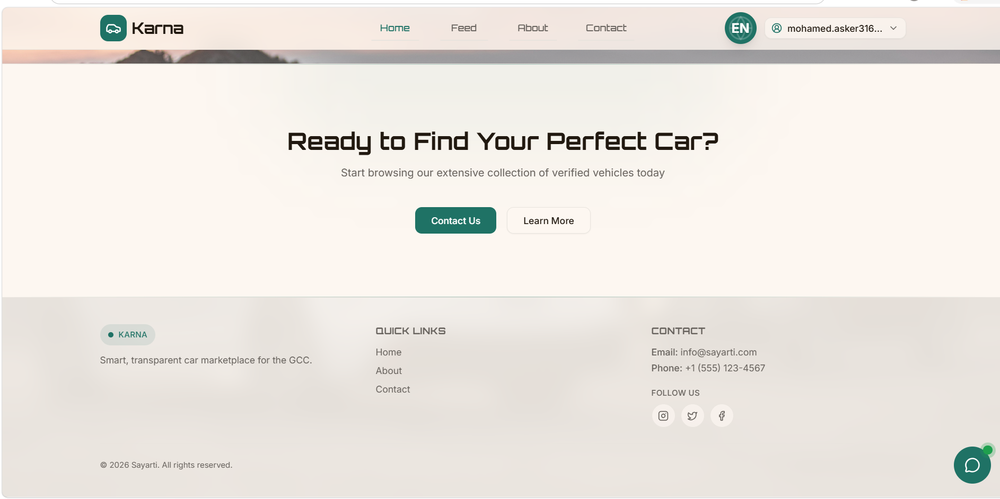 Karna
Home
Feed
About
Contact
EN
mohamed.asker316...
Ready to Find Your Perfect Car?
Start browsing our extensive collection of verified vehicles today
Contact Us
Learn More
KARNA
Smart, transparent car marketplace for the GCC.
QUICK LINKS
Home
About
Contact
CONTACT
Email: info@sayarti.com
Phone: +1 (555) 123-4567
FOLLOW US
© 2026 Sayarti. All rights reserved.